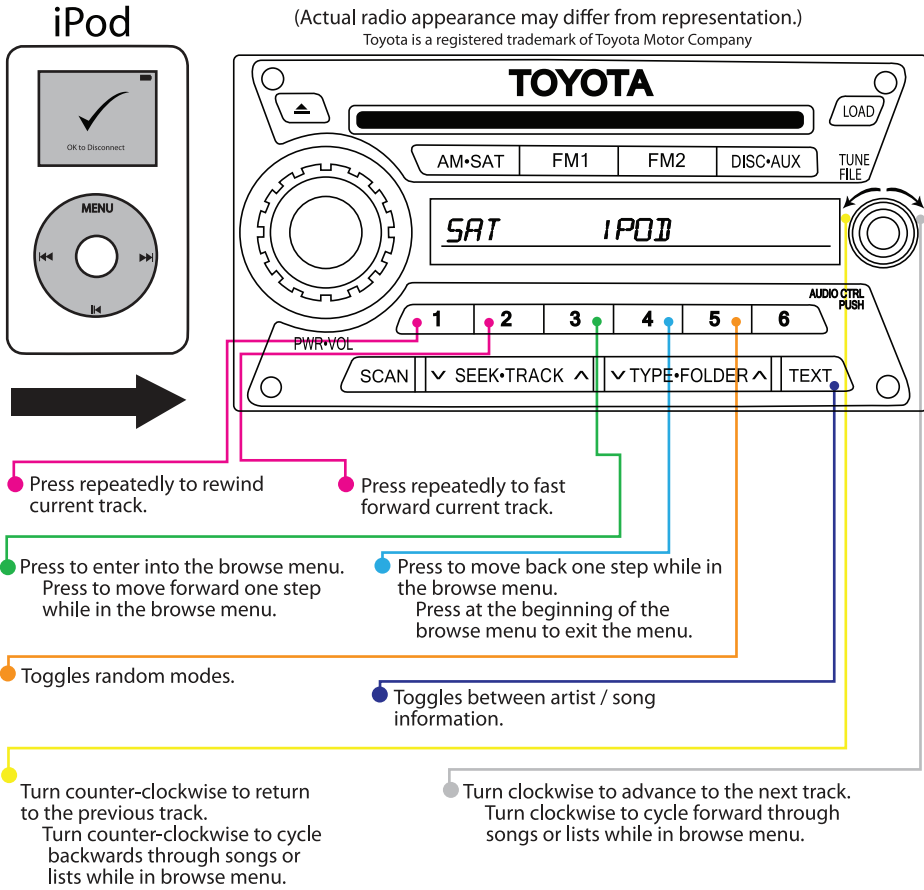 iPod
(Actual radio appearance may differ from representation.)
Toyota is a registered trademark of Toyota Motor Company
OK to Disconnect
MENU
TOYOTA
LOAD
AM•SAT FM1 FM2 DISC•AUX
TUNE
FILE
SAT IPOD
AUDIO CTRL
PUSH
PWR•VOL
1 2 3 4 5 6
SCAN SEEK•TRACK TYPE•FOLDER TEXT
Press repeatedly to rewind
current track.
Press repeatedly to fast
forward current track.
Press to enter into the browse menu.
Press to move forward one step
while in the browse menu.
Press to move back one step while in
the browse menu.
Press at the beginning of the
browse menu to exit the menu.
Toggles random modes.
Toggles between artist / song
information.
Turn counter-clockwise to return
to the previous track.
Turn counter-clockwise to cycle
backwards through songs or
lists while in browse menu.
Turn clockwise to advance to the next track.
Turn clockwise to cycle forward through
songs or lists while in browse menu.